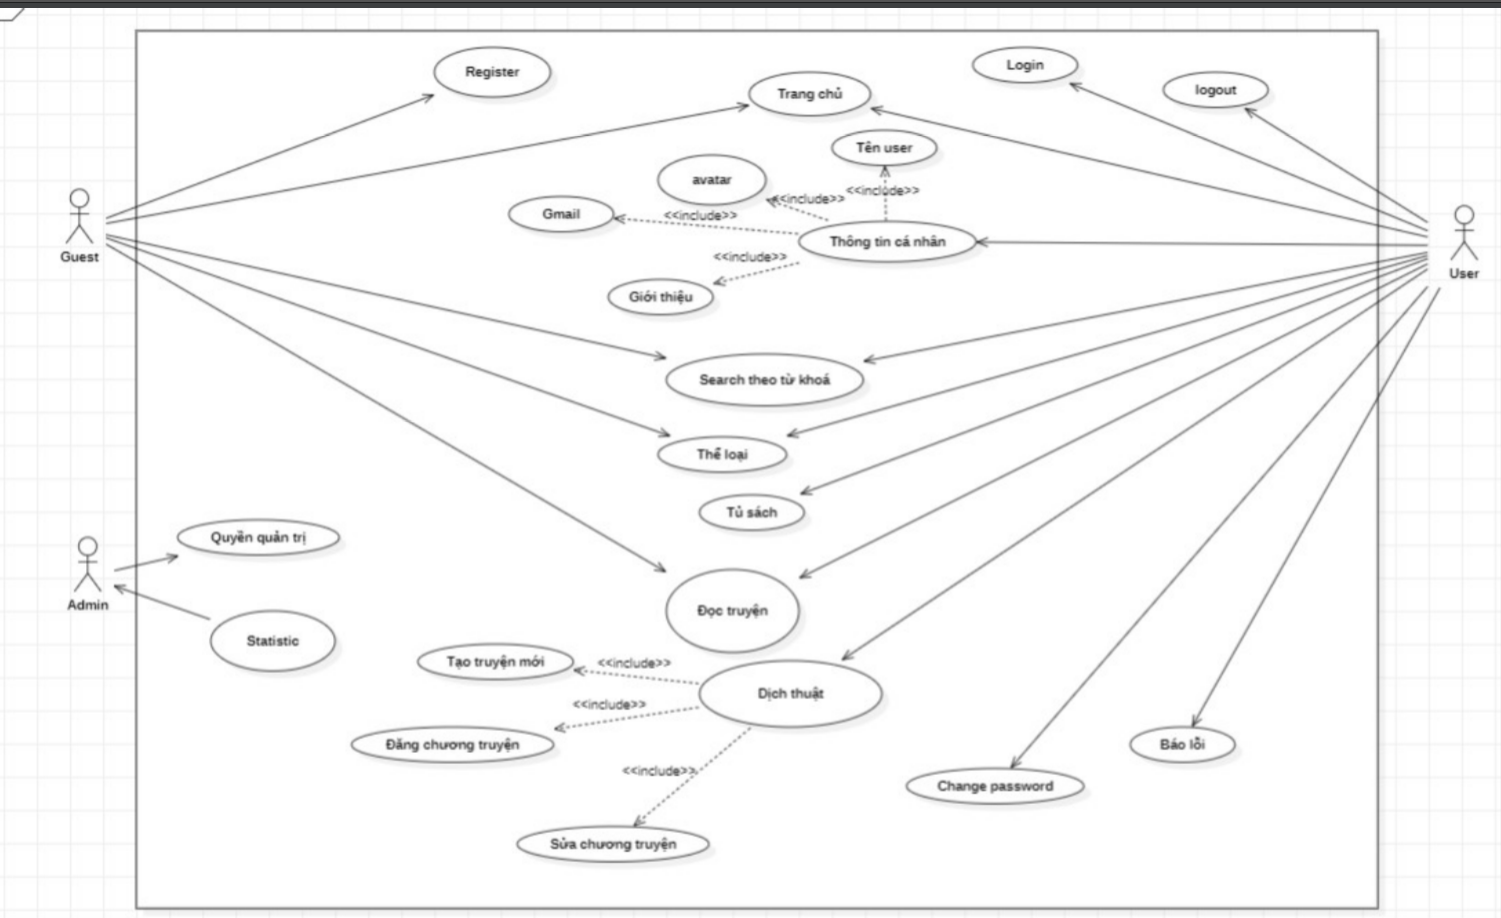 Register
Login
logout
Trang chủ
Tên user
avatar
<<include>>
<<include>>
Gmail
<<include>>
Guest
Thông tin cá nhân
<<include>>
User
Giới thiệu
Search theo từ khoá
Thể loại
Tủ sách
Quyền quản trị
Admin
Đọc truyện
Statistic
Tạo truyện mới
<<include>>
Dịch thuật
<<include>>
Đăng chương truyện
Báo lỗi
<<include>>
Change password
Sửa chương truyện